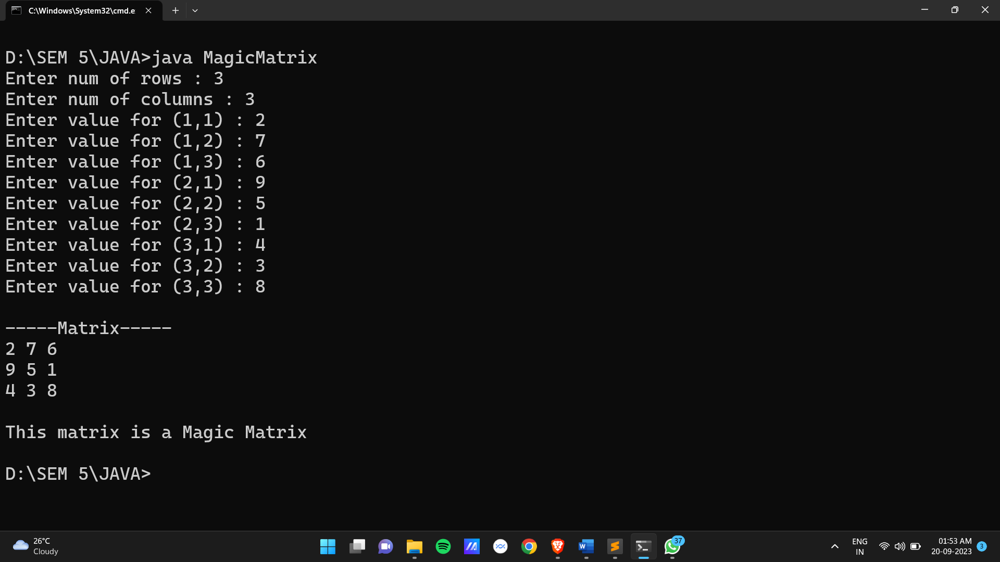 C:\Windows\System32\cmd.e
D:\SEM 5\JAVA>java MagicMatrix
Enter num of rows : 3
Enter num of columns : 3
Enter value for (1,1) : 2
Enter value for (1,2) : 7
Enter value for (1,3) : 6
Enter value for (2,1) : 9
Enter value for (2,2) : 5
Enter value for (2,3) : 1
Enter value for (3,1) : 4
Enter value for (3,2) : 3
Enter value for (3,3) : 8
-----Matrix-----
2 7 6
9 5 1
4 3 8
This matrix is a Magic Matrix
D:\SEM 5\JAVA>
26°C
Cloudy
37
ENG
IN
01:53 AM
20-09-2023
3